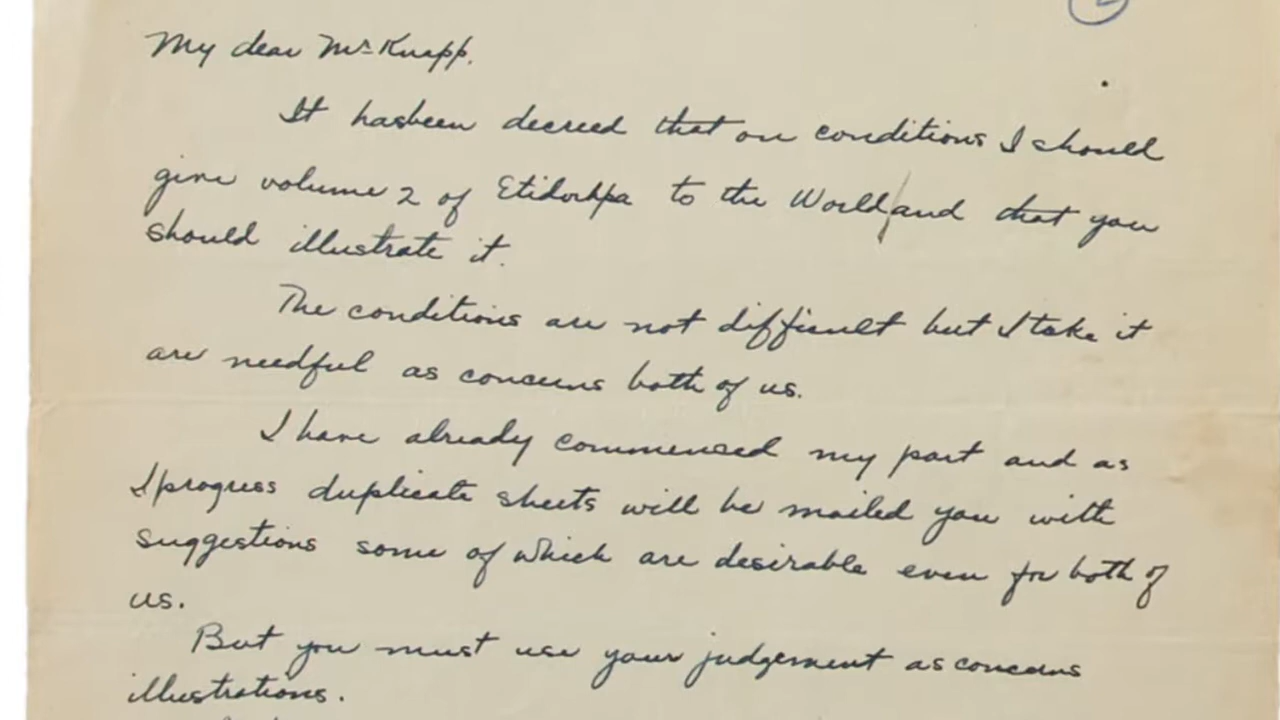 My dear Mr Knapp.
It hasbeen decreed that on conditions I should
give volume 2 of Etidorhpa to the World and that you
should illustrate it.
The conditions are not difficult but I take it
are needful as concerns both of us.
I have already commenced my part and as
I progress duplicate sheets will be mailed you with
suggestions some of which are desirable even for both of
us.
But you must use your judgement as concerns
illustrations.